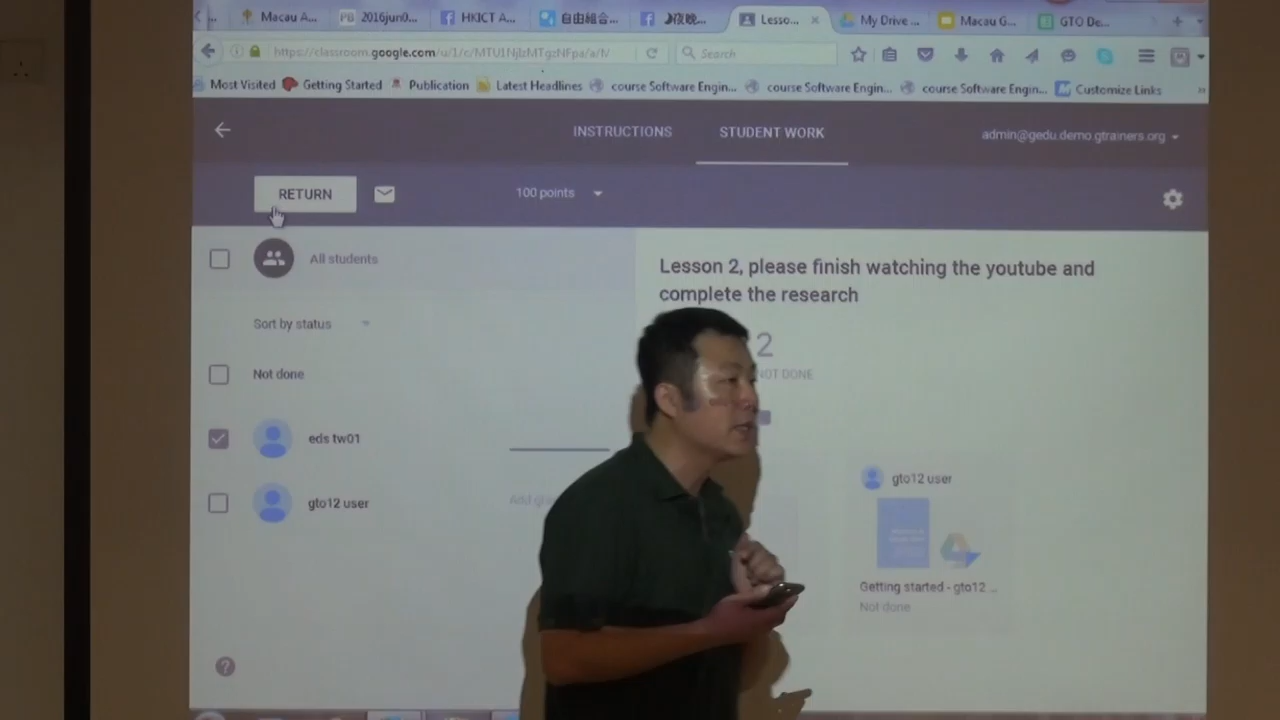 Macau A... 2016jun0... HKICT A... 自由組合... 夜晚... Lesso... My Drive ... Macau G... GTO De...
https://classroom.google.com/u/1/c/MTU1NjIzMTgzNFpa/a/f/ Search
Most Visited Getting Started Publication Latest Headlines course Software Engin... course Software Engin... course Software Engin... Customize Links
INSTRUCTIONS STUDENT WORK admin@gedu.demo.gtrainers.org
RETURN 100 points
All students
Lesson 2, please finish watching the youtube and
complete the research
Sort by status
2
Not done
NOT DONE
eds tw01
gto12 user
gto12 user
Getting started - gto12 ...
Not done
?